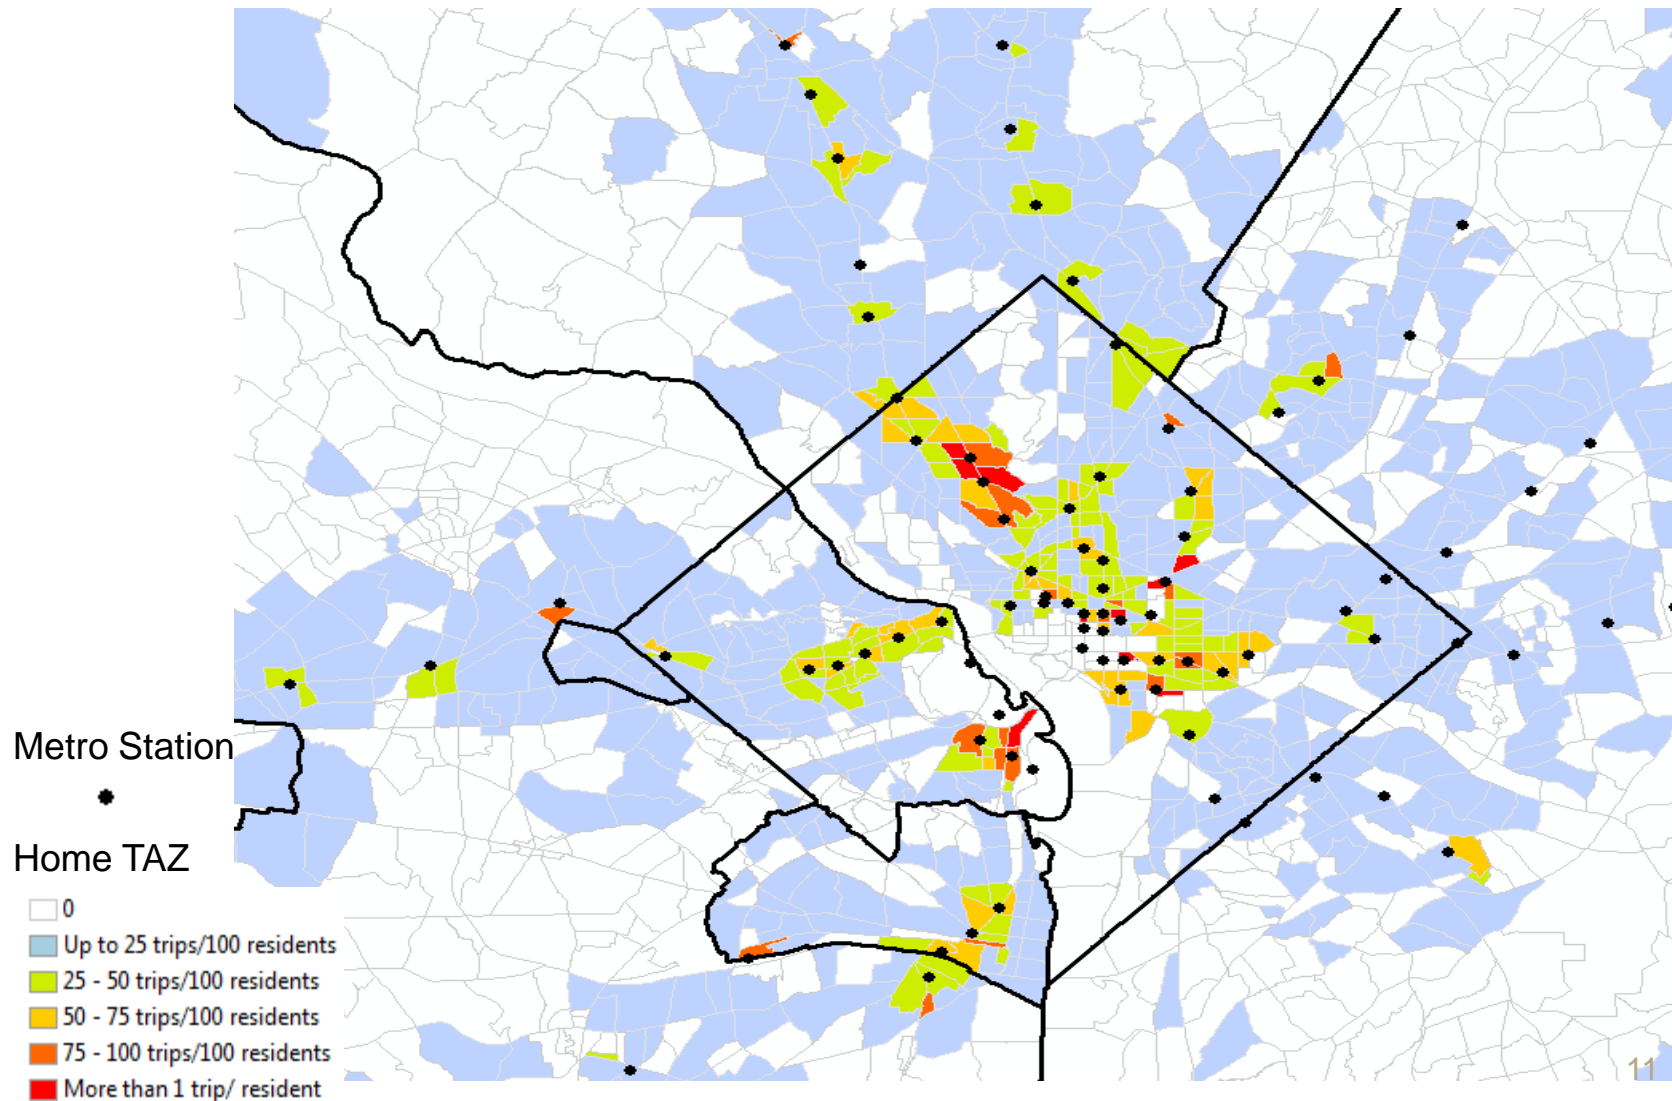 Metro Station
Home TAZ
0
Up to 25 trips/100 residents
25 - 50 trips/100 residents
50 - 75 trips/100 residents
75 - 100 trips/100 residents
More than 1 trip/ resident
11